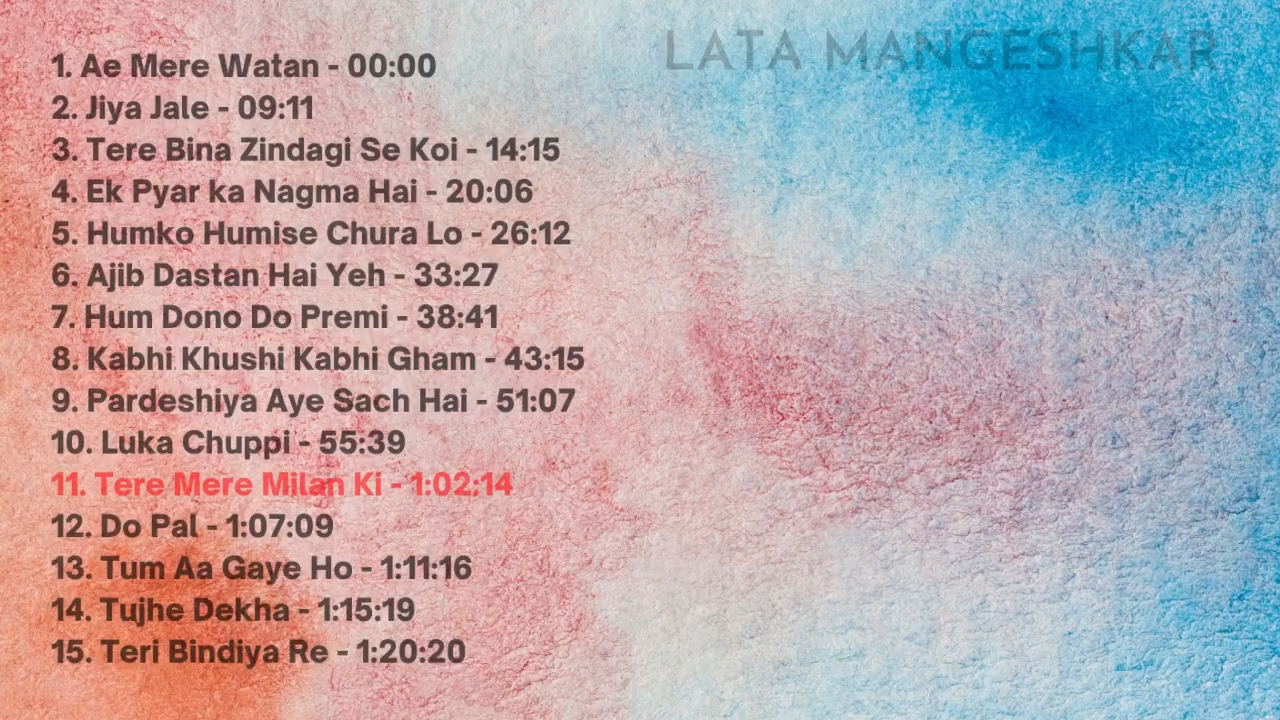 LATA MANGESHKAR
1. Ae Mere Watan - 00:00
2. Jiya Jale - 09:11
3. Tere Bina Zindagi Se Koi - 14:15
4. Ek Pyar ka Nagma Hai - 20:06
5. Humko Humise Chura Lo - 26:12
6. Ajib Dastan Hai Yeh - 33:27
7. Hum Dono Do Premi - 38:41
8. Kabhi Khushi Kabhi Gham - 43:15
9. Pardeshiya Aye Sach Hai - 51:07
10. Luka Chuppi - 55:39
11. Tere Mere Milan Ki - 1:02:14
12. Do Pal - 1:07:09
13. Tum Aa Gaye Ho - 1:11:16
14. Tujhe Dekha - 1:15:19
15. Teri Bindiya Re - 1:20:20